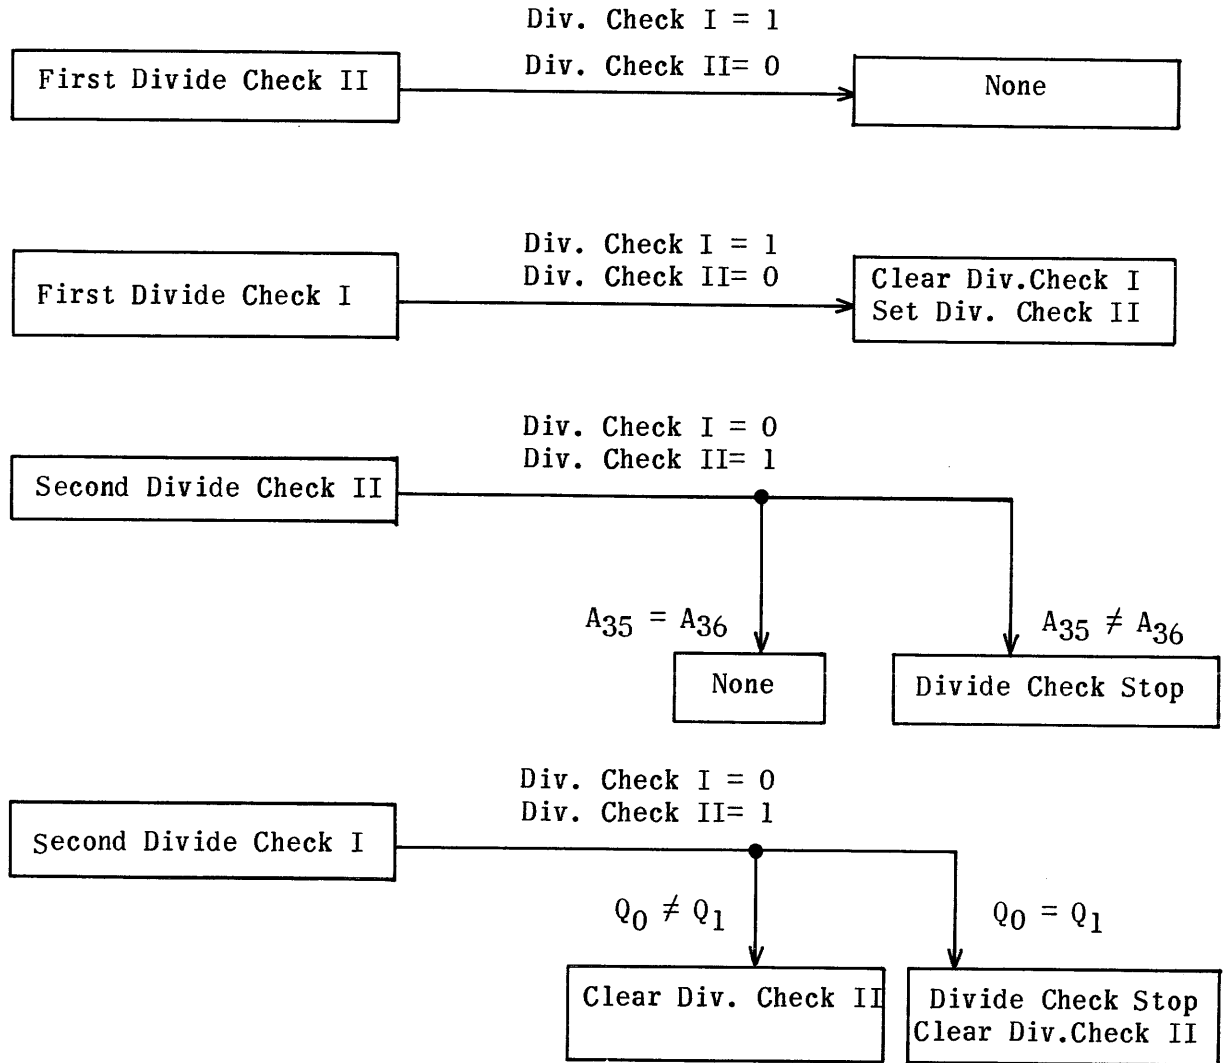 Div. Check I = 1
Div. Check II= 0
First Divide Check II
None
Div. Check I = 1
Div. Check II= 0
First Divide Check I
Clear Div.Check I
Set Div. Check II
Div. Check I = 0
Div. Check II= 1
Second Divide Check II
A35 = A36
A35 ≠ A36
None
Divide Check Stop
Div. Check I = 0
Div. Check II= 1
Second Divide Check I
Q0 ≠ Q1
Q0 = Q1
Clear Div. Check II
Divide Check Stop
Clear Div.Check II